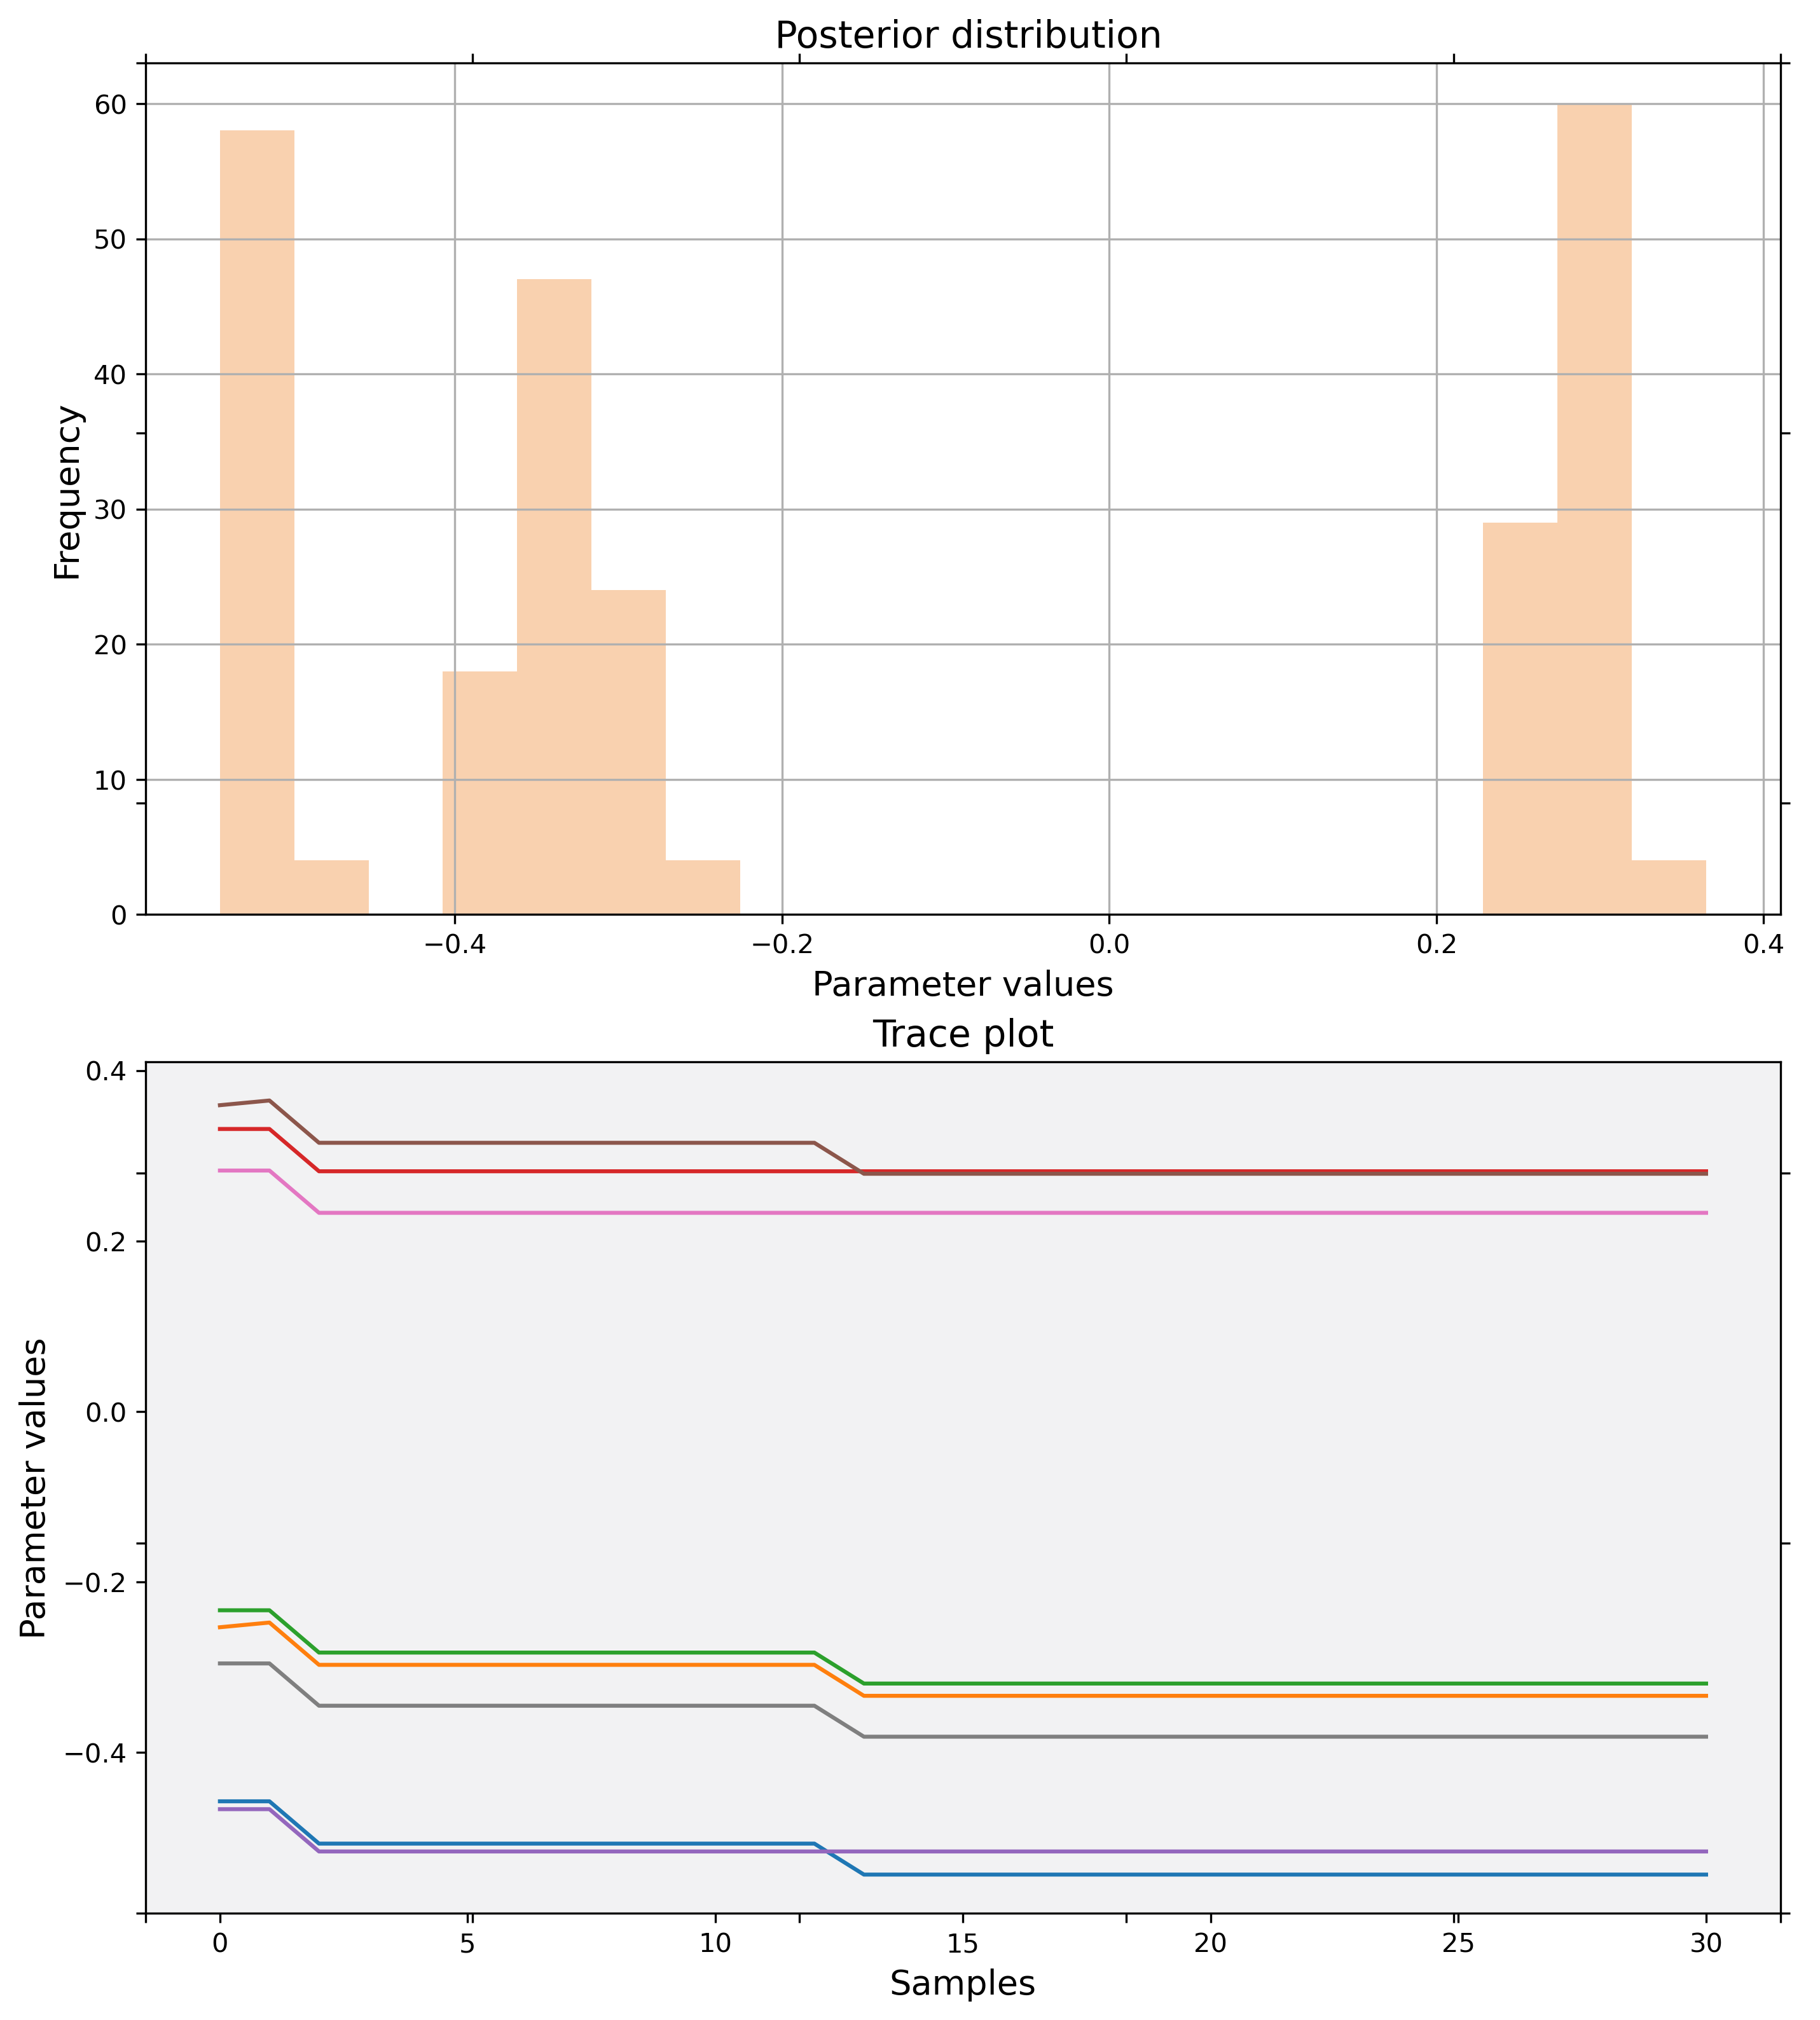 Posterior distribution
60
50
40
30
20
10
0
Frequency
−0.4 −0.2 0.0 0.2 0.4
Parameter values
Trace plot
0.4
0.2
0.0
−0.2
−0.4
Parameter values
0 5 10 15 20 25 30
Samples